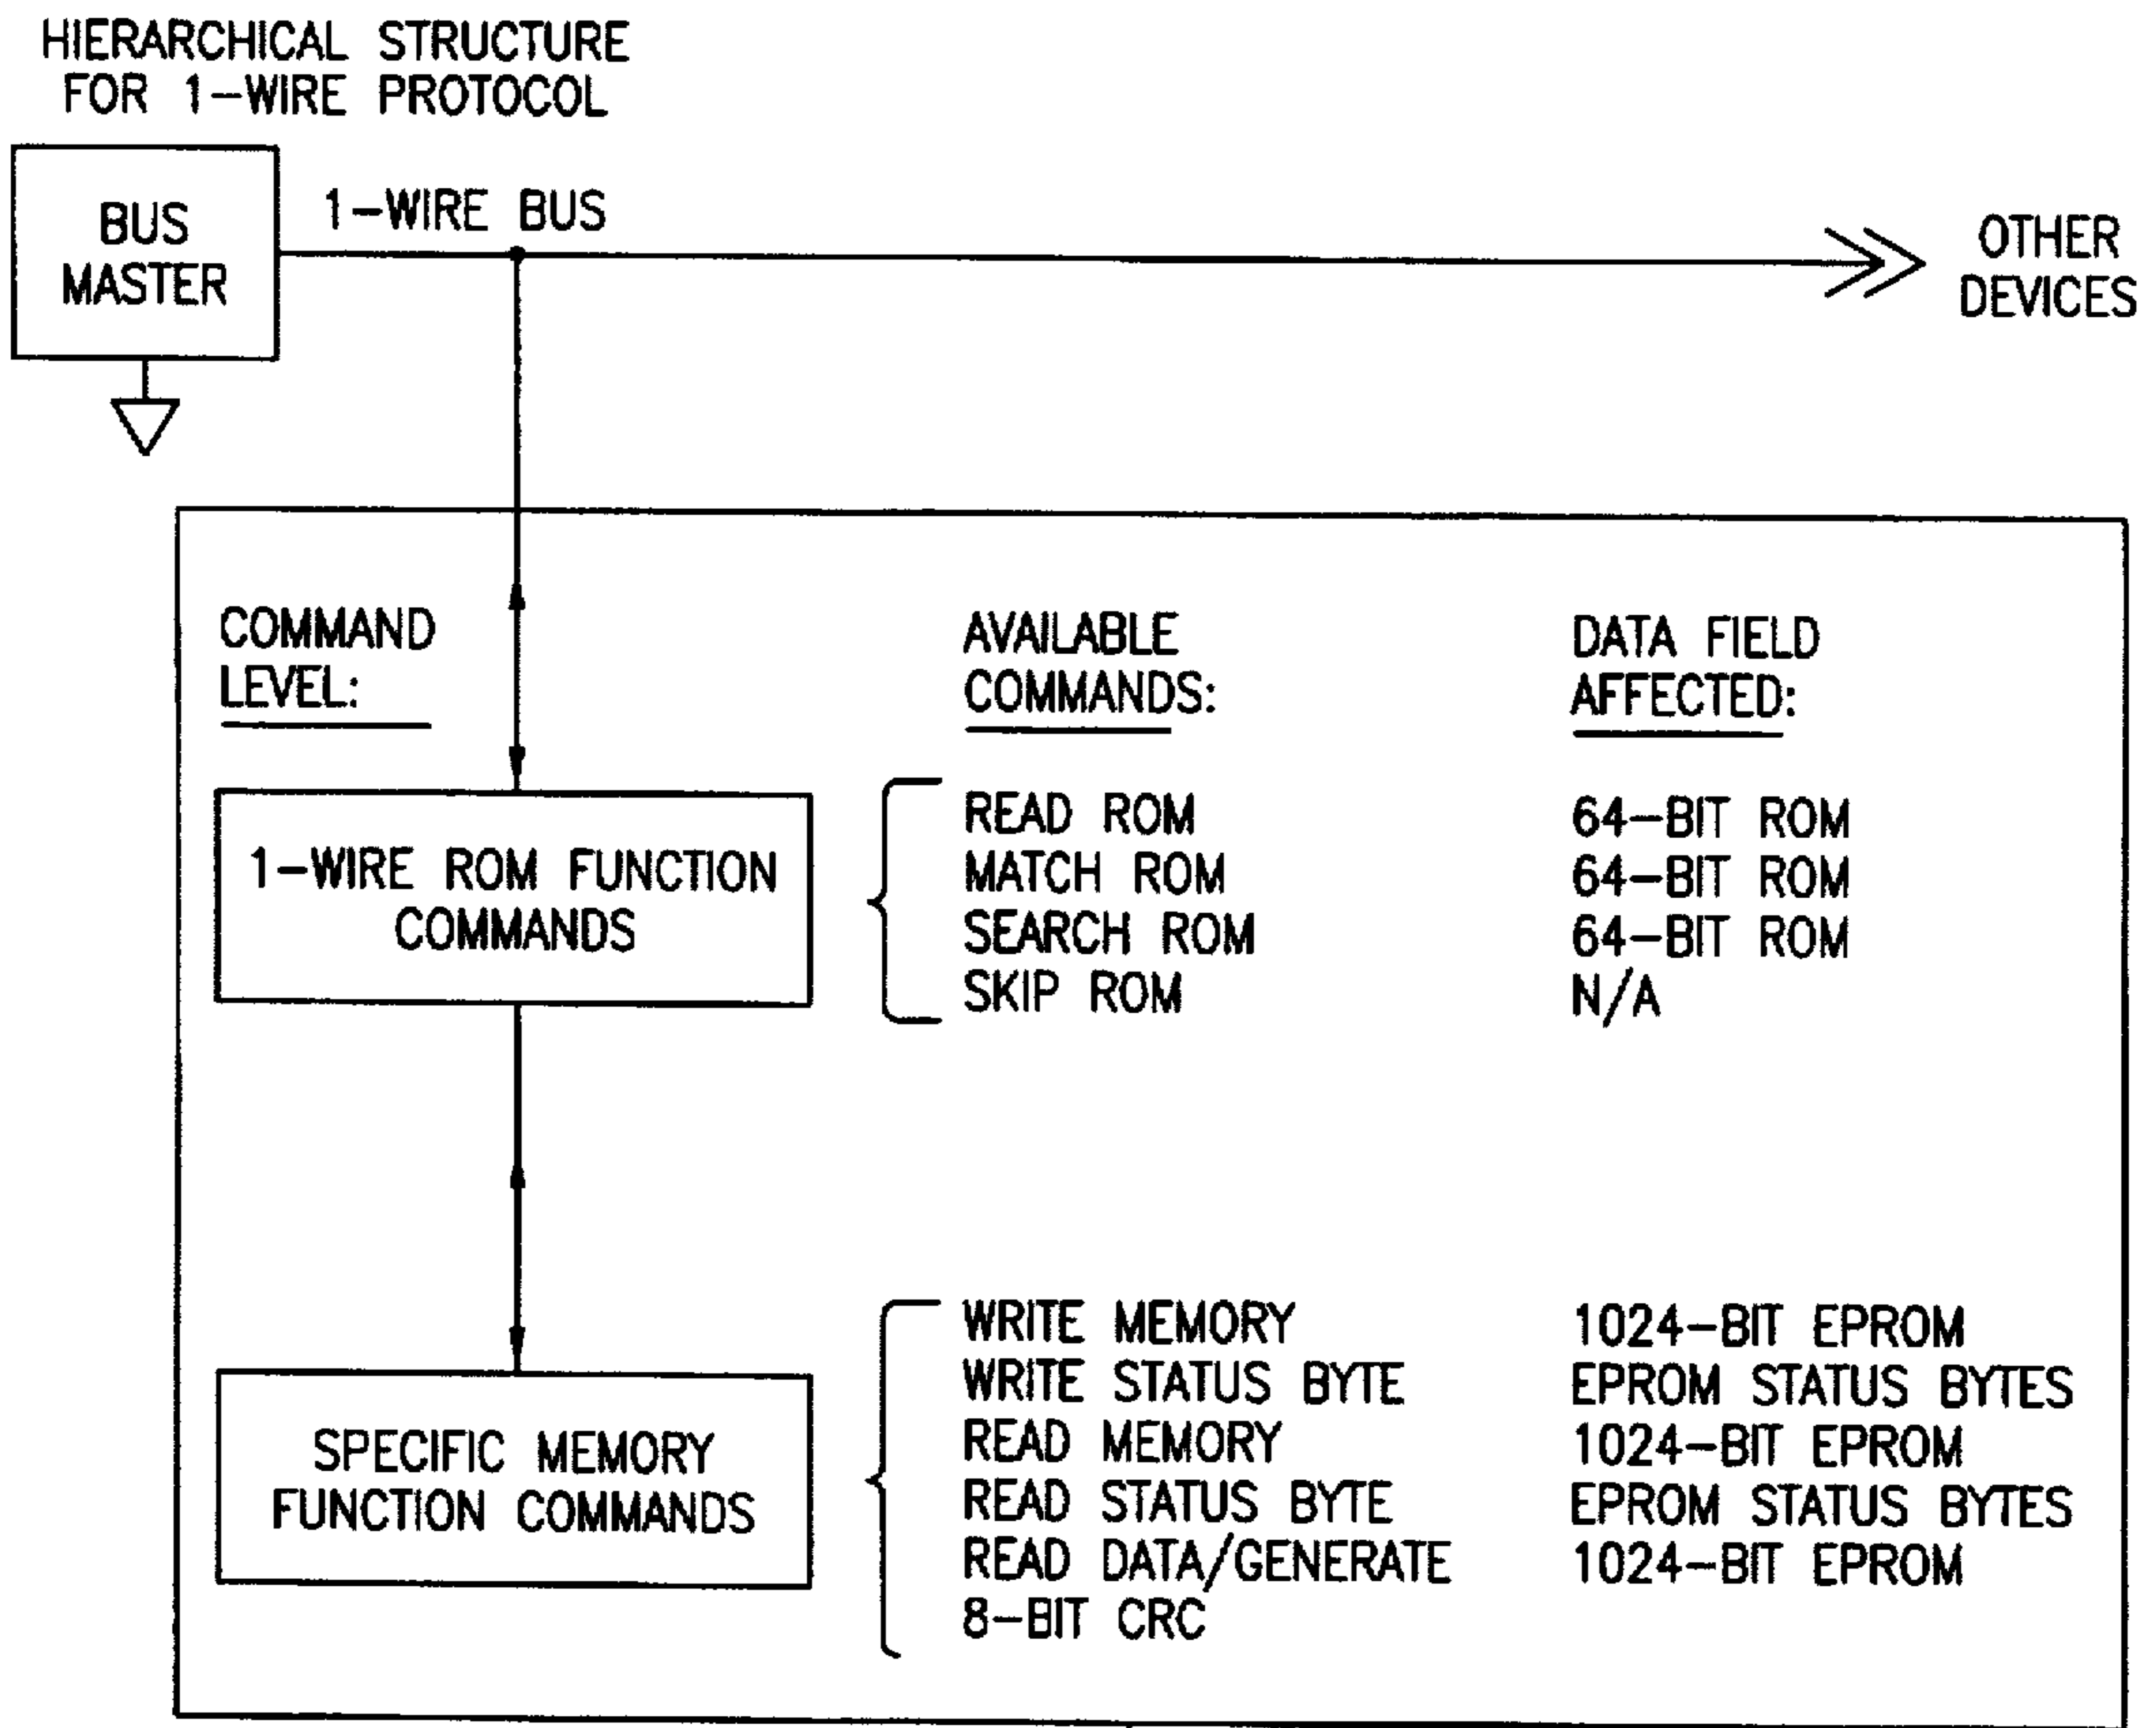 HIERARCHICAL STRUCTURE
FOR 1-WIRE PROTOCOL
BUS
MASTER
1-WIRE BUS
OTHER
DEVICES
COMMAND
LEVEL:
AVAILABLE
COMMANDS:
DATA FIELD
AFFECTED:
1-WIRE ROM FUNCTION
COMMANDS
READ ROM 64-BIT ROM
MATCH ROM 64-BIT ROM
SEARCH ROM 64-BIT ROM
SKIP ROM N/A
SPECIFIC MEMORY
FUNCTION COMMANDS
WRITE MEMORY 1024-BIT EPROM
WRITE STATUS BYTE EPROM STATUS BYTES
READ MEMORY 1024-BIT EPROM
READ STATUS BYTE EPROM STATUS BYTES
READ DATA/GENERATE 1024-BIT EPROM
8-BIT CRC